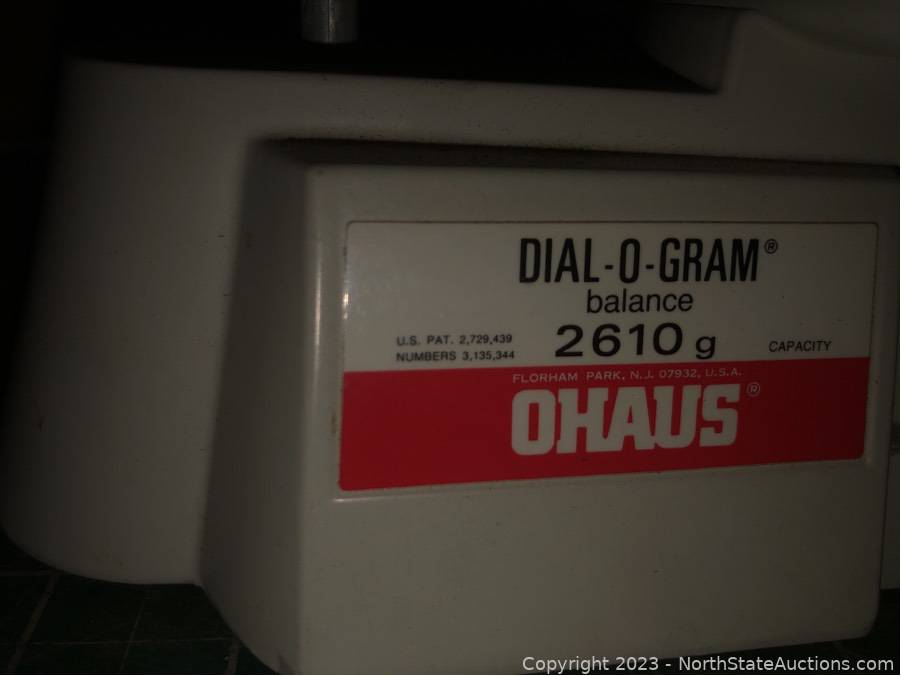 DIAL-O-GRAM®
balance
U.S. PAT. 2,729,439
NUMBERS 3,135,344
2610 g
CAPACITY
FLORHAM PARK, N.J. 07932, U.S.A.
OHAUS®
Copyright © 2023 - NorthStateAuctions.com